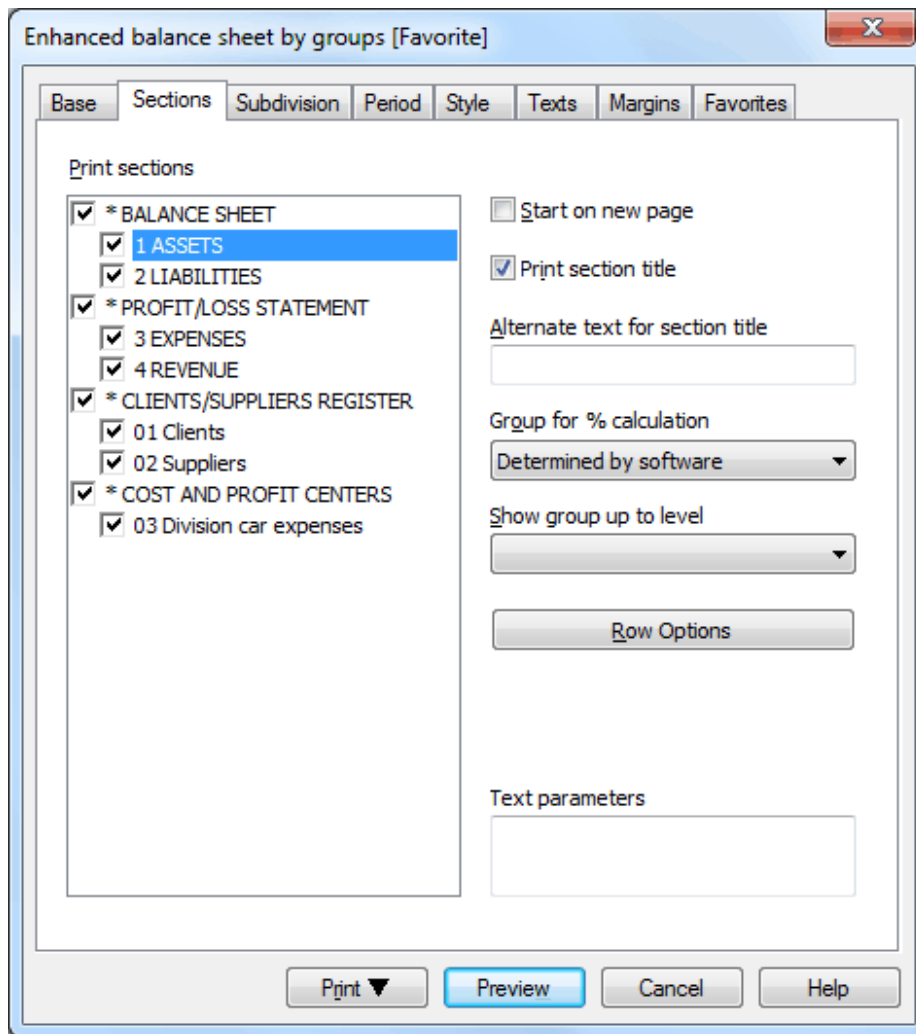 Enhanced balance sheet by groups [Favorite]
Base Sections Subdivision Period Style Texts Margins Favorites
Print sections
* BALANCE SHEET
1 ASSETS
2 LIABILITIES
* PROFIT/LOSS STATEMENT
3 EXPENSES
4 REVENUE
* CLIENTS/SUPPLIERS REGISTER
01 Clients
02 Suppliers
* COST AND PROFIT CENTERS
03 Division car expenses
Start on new page
Print section title
Alternate text for section title
Group for % calculation
Determined by software
Show group up to level
Row Options
Text parameters
Print Preview Cancel Help